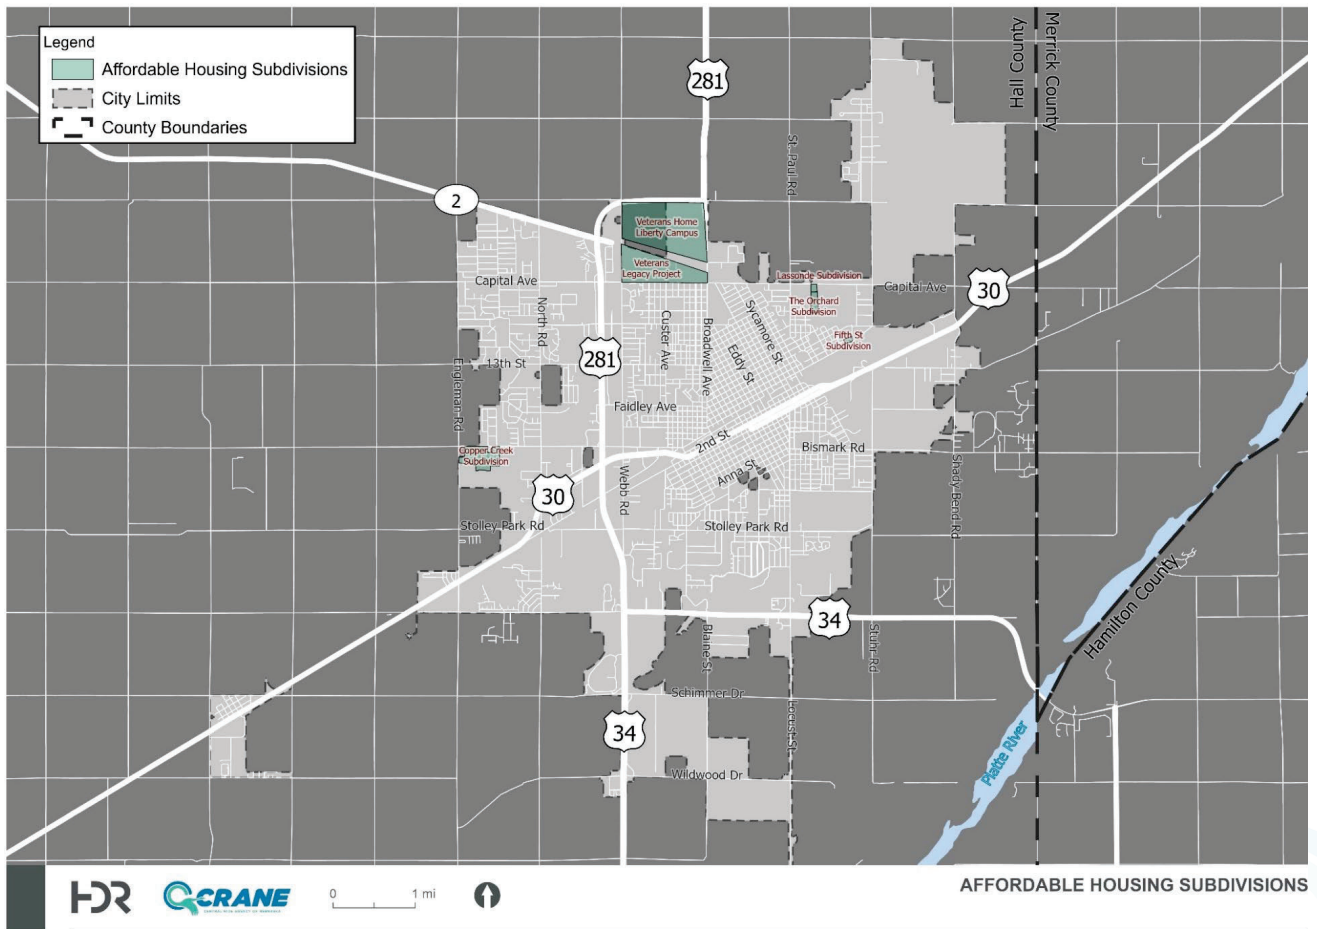 Legend
Affordable Housing Subdivisions
City Limits
County Boundaries
281
Hall County
Merrick County
St. Paul Rd
2
Veterans Home
Liberty Campus
Veterans
Legacy Project
Capital Ave
Lassonde Subdivision
Capital Ave
30
The Orchard
Subdivision
North Rd
Custer Ave
Broadwell Ave
Sycamore St
Eddy St
Fifth St
Subdivision
281
13th St
Engleman Rd
Faidley Ave
2nd St
Bismark Rd
Copper Creek
Subdivision
Anna St
30
Webb Rd
Shady Bend Rd
Stolley Park Rd
Stolley Park Rd
34
Hamilton County
Blaine St
Stuhr Rd
Schimmer Dr
Locust St
34
Platte River
Wildwood Dr
HDR
CRANE
0 1 mi
AFFORDABLE HOUSING SUBDIVISIONS